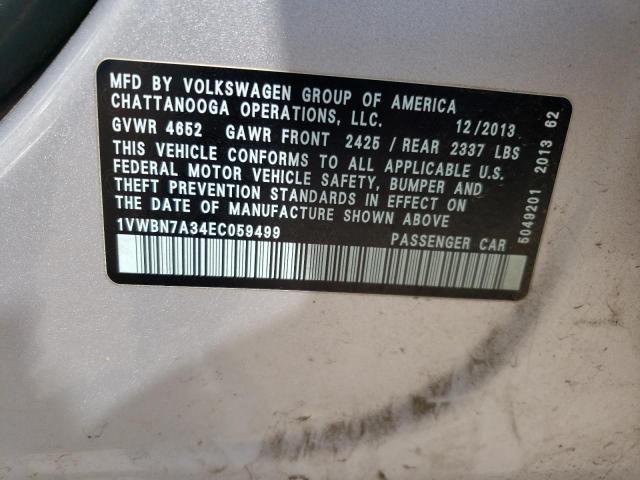 MFD BY VOLKSWAGEN GROUP OF AMERICA
CHATTANOOGA OPERATIONS, LLC. 12/2013
GVWR 4652 GAWR FRONT 2425 / REAR 2337 LBS
THIS VEHICLE CONFORMS TO ALL APPLICABLE U.S.
FEDERAL MOTOR VEHICLE SAFETY, BUMPER AND
THEFT PREVENTION STANDARDS IN EFFECT ON
THE DATE OF MANUFACTURE SHOWN ABOVE
1VWBN7A34EC059499 PASSENGER CAR
5049201 2013 62